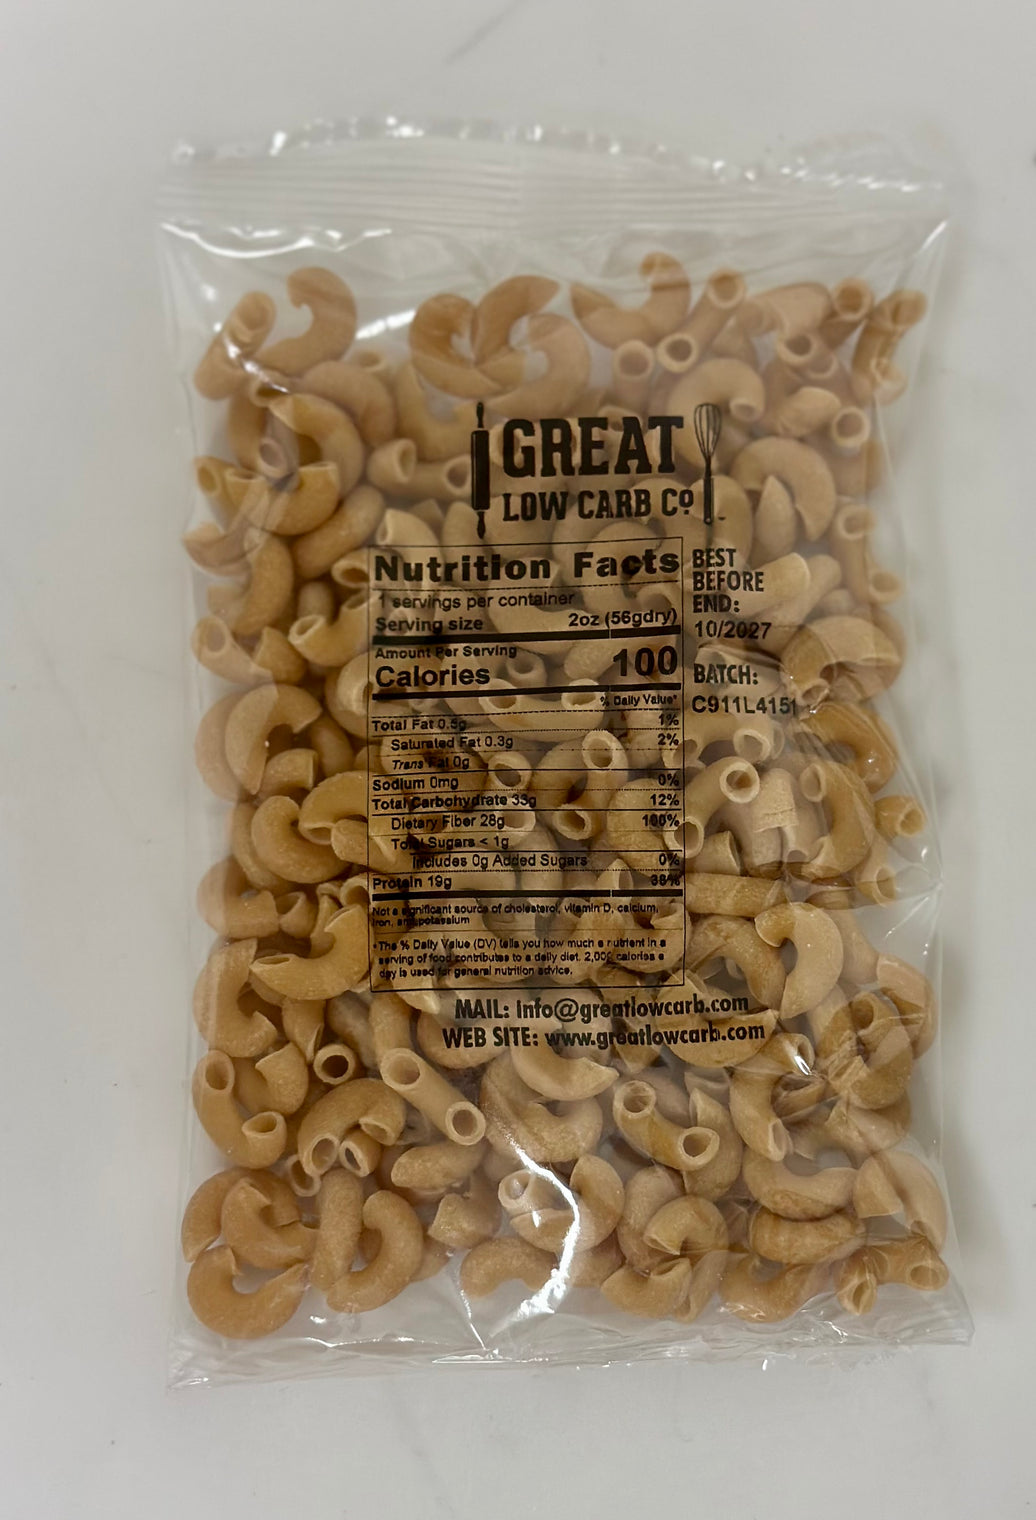 GREAT
LOW CARB Co
Nutrition Facts
1 servings per container
Serving size 2oz (56gdry)
Amount Per Serving
Calories 100
% Daily Value*
Total Fat 0.5g 1%
Saturated Fat 0.3g 2%
Trans Fat 0g
Sodium 0mg 0%
Total Carbohydrate 33g 12%
Dietary Fiber 28g 100%
Total Sugars < 1g
Includes 0g Added Sugars 0%
Protein 19g 38%
Not a significant source of cholesterol, vitamin D, calcium,
iron, and potassium
*The % Daily Value (DV) tells you how much a nutrient in a
serving of food contributes to a daily diet. 2,000 calories a
day is used for general nutrition advice.
BEST
BEFORE
END:
10/2027
BATCH:
C911L4151
MAIL: Info@greatlowcarb.com
WEB SITE: www.greatlowcarb.com